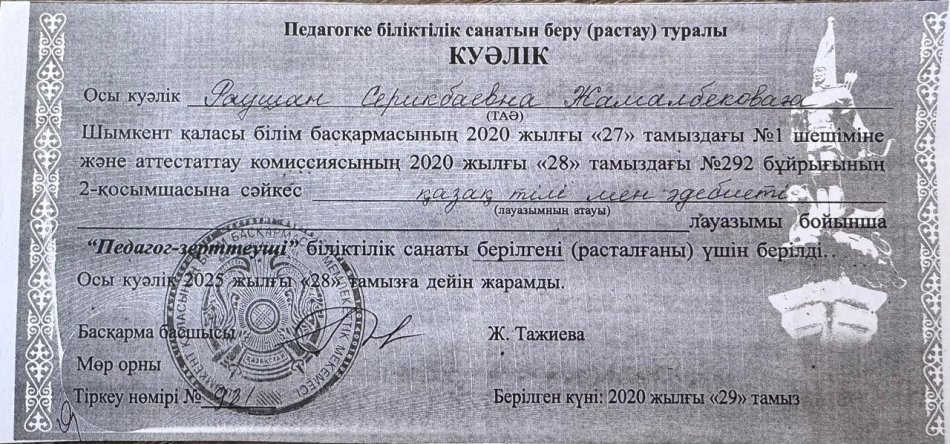 Педагогке біліктілік санатын беру (растау) туралы
КУӘЛІК
Осы куәлік Раушан Серикбаевна Жамалбековаға
(ТАӘ)
Шымкент қаласы білім басқармасының 2020 жылғы «27» тамыздағы №1 шешіміне
және аттестаттау комиссиясының 2020 жылғы «28» тамыздағы №292 бұйрығының
2-қосымшасына сәйкес қазақ тілі мен әдебиеті
(лауазымның атауы)
лауазымы бойынша
“Педагог-зерттеуші” біліктілік санаты берілгені (расталғаны) үшін берілді.
Осы куәлік 2025 жылғы «28» тамызға дейін жарамды.
Басқарма басшысы Ж. Тажиева
Мөр орны
ҚАЗАҚСТАН
Тіркеу нөмірі № 921 Берілген күні: 2020 жылғы «29» тамыз